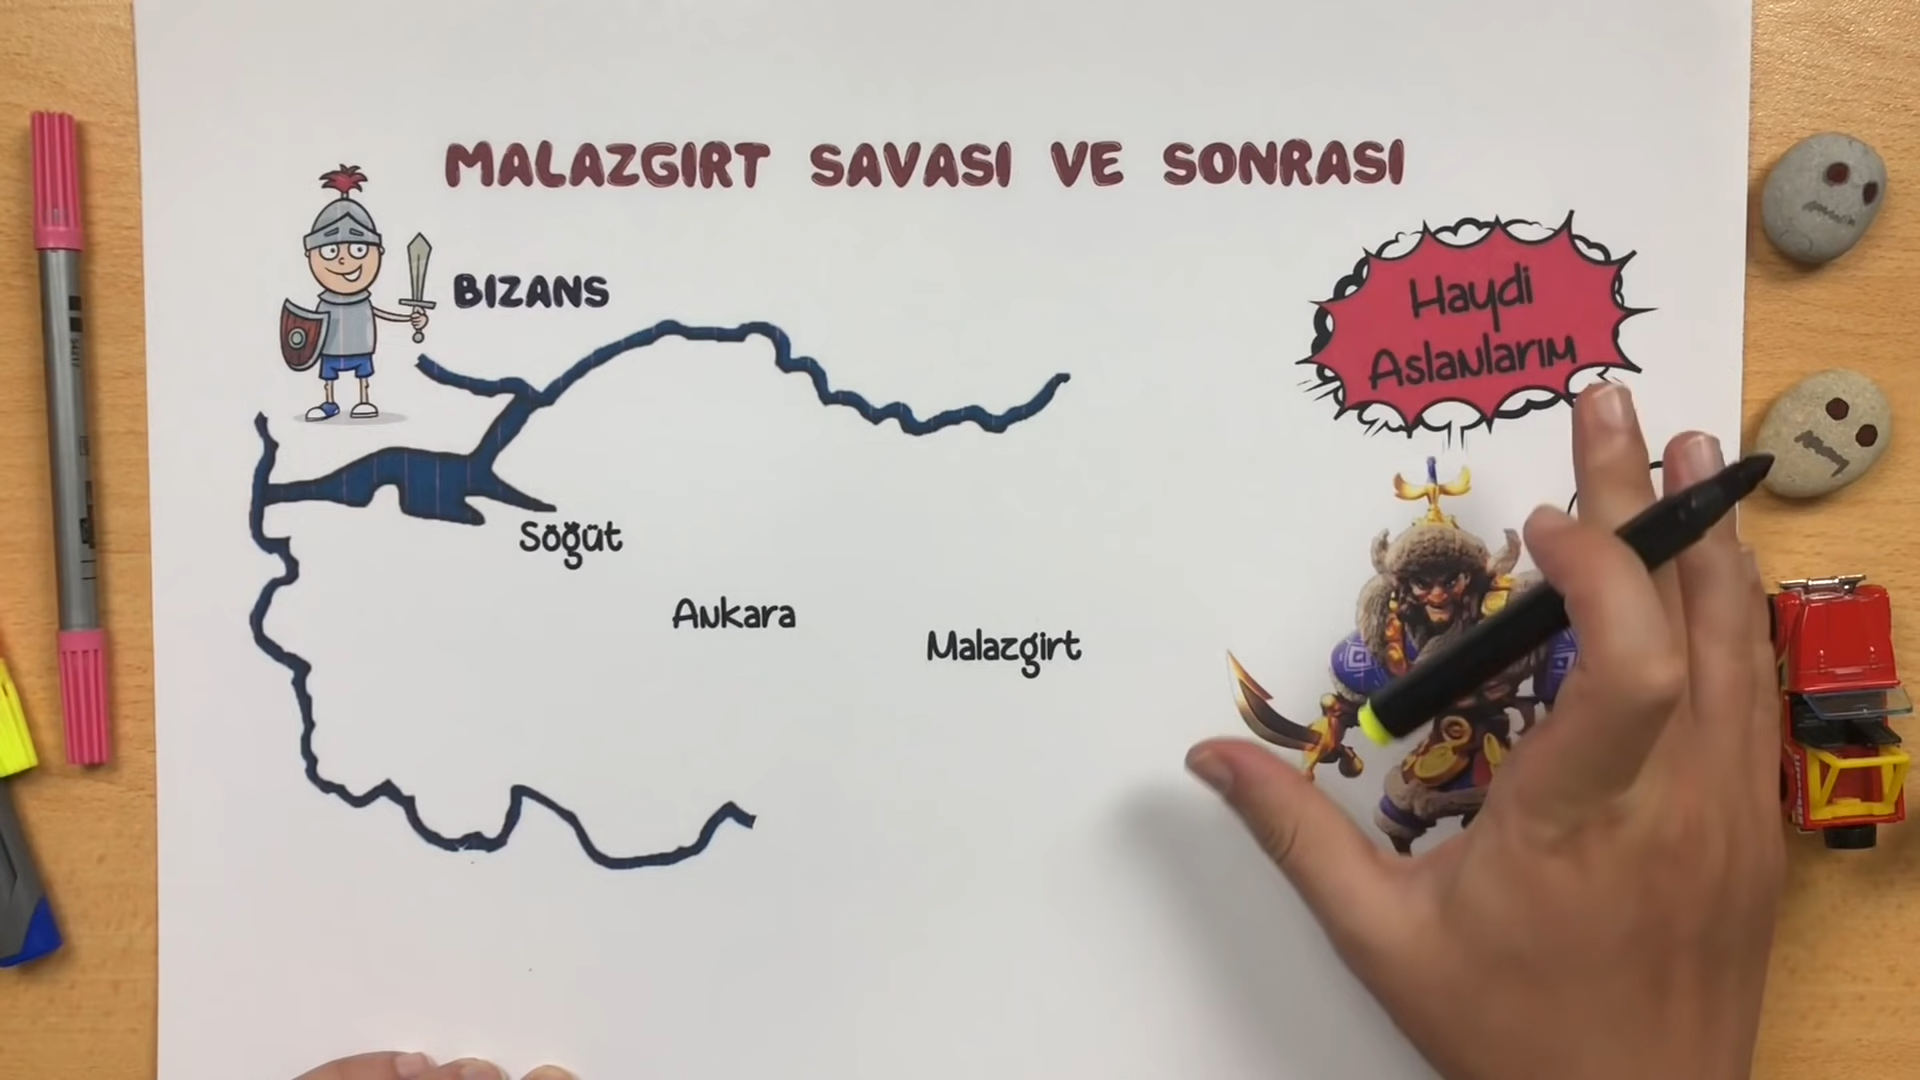 MALAZGIRT SAVASI VE SONRASI
BIZANS
Haydi
Aslanlarım
Söğüt
Ankara
Malazgirt